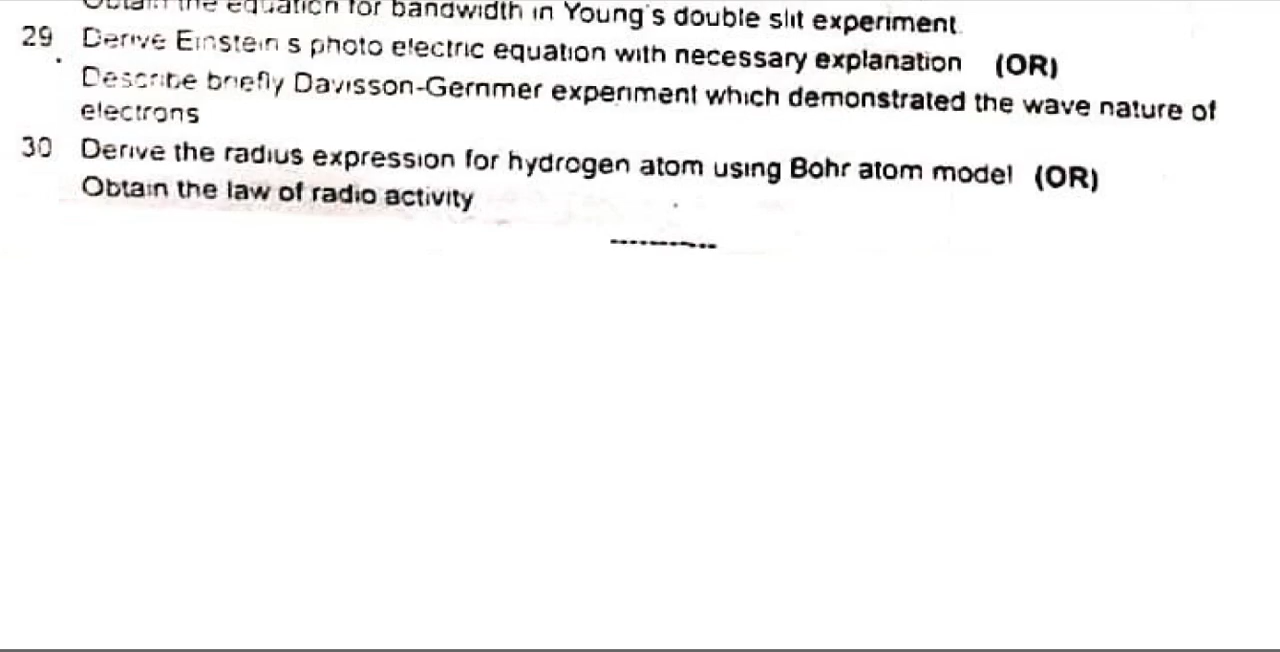 Obtain the equation for bandwidth in Young's double slit experiment.
29 Derive Einstein s photo electric equation with necessary explanation (OR)
Describe briefly Davisson-Germmer experiment which demonstrated the wave nature of
electrons
30 Derive the radius expression for hydrogen atom using Bohr atom model (OR)
Obtain the law of radio activity
-----------